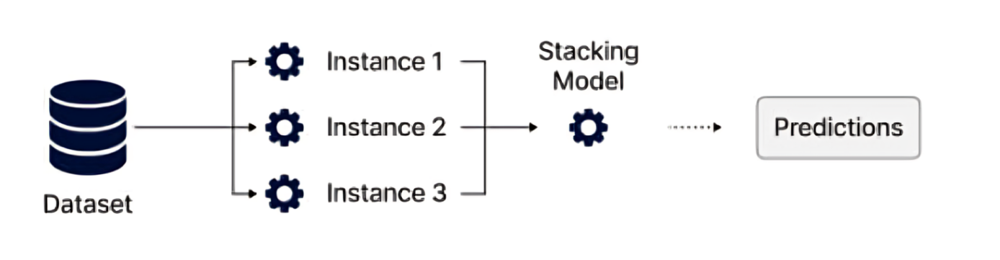 Dataset
Instance 1
Instance 2
Instance 3
Stacking
Model
Predictions